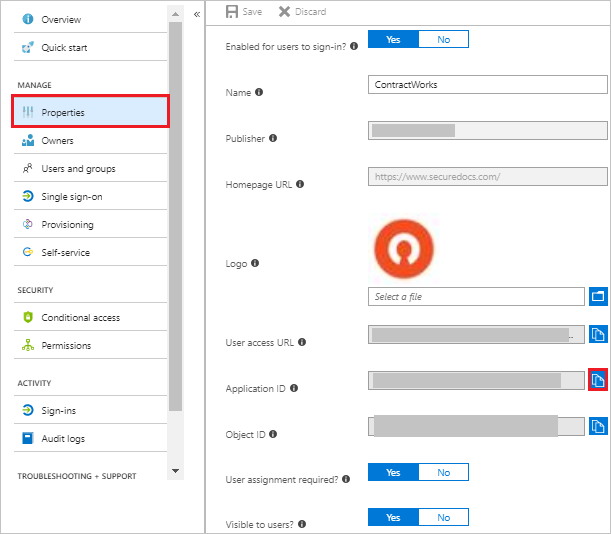 Overview
Quick start
MANAGE
Properties
Owners
Users and groups
Single sign-on
Provisioning
Self-service
SECURITY
Conditional access
Permissions
ACTIVITY
Sign-ins
Audit logs
TROUBLESHOOTING + SUPPORT
«
Save Discard
Enabled for users to sign-in? Yes No
Name ContractWorks
Publisher
Homepage URL https://www.securedocs.com/
Logo
Select a file
User access URL ..
Application ID
Object ID
User assignment required? Yes No
Visible to users? Yes No